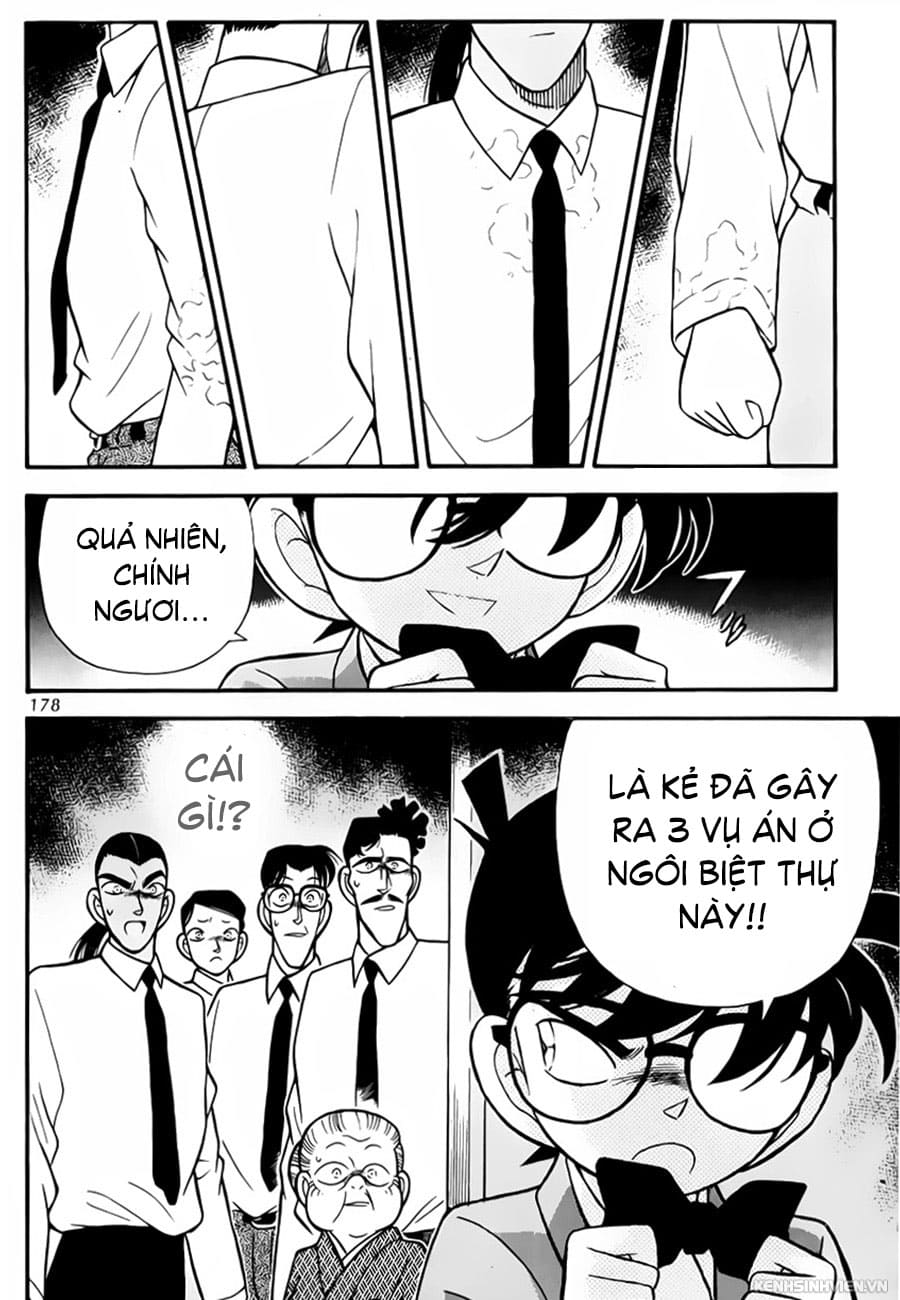 QUẢ NHIÊN,
CHÍNH
NGƯƠI...
178
CÁI
GÌ!?
LÀ KẺ ĐÃ GÂY
RA 3 VỤ ÁN Ở
NGÔI BIỆT THỰ
NÀY!!
KENHSINHVIEN.VN